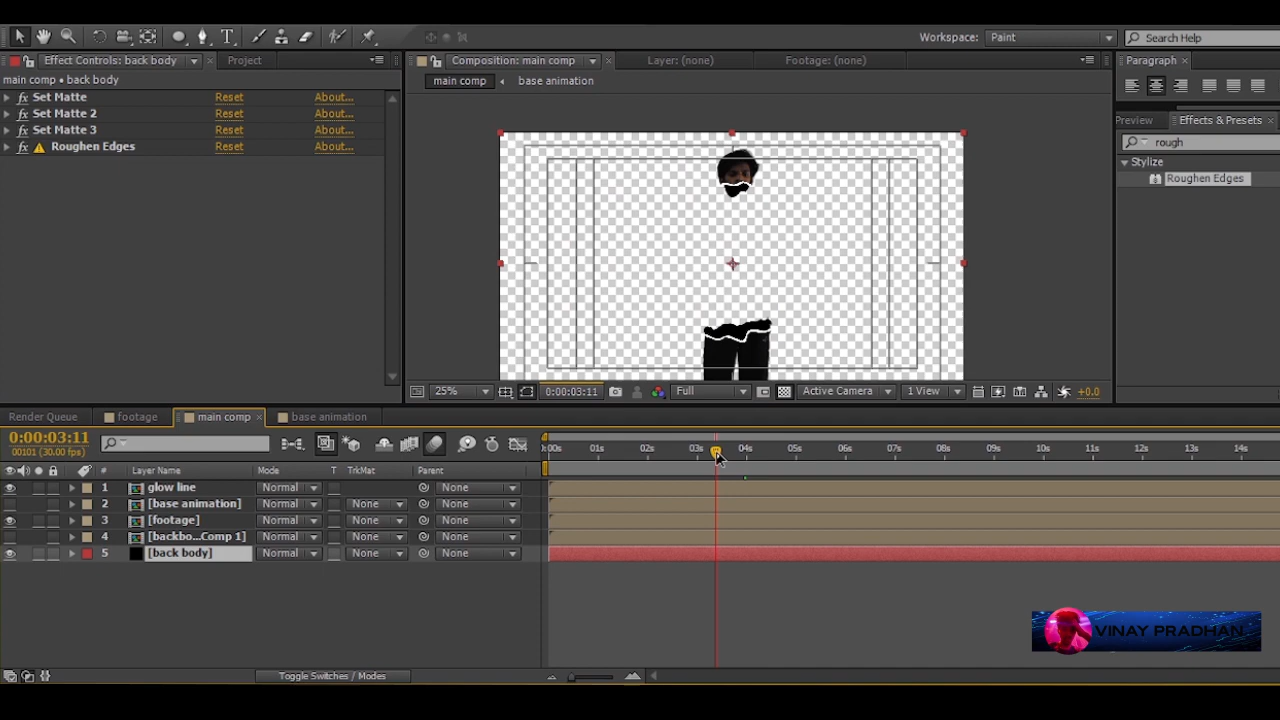 Workspace: Paint Search Help
Effect Controls: back body Project Composition: main comp Layer: (none) Footage: (none) Paragraph
main comp • back body
main comp base animation
fx Set Matte Reset About...
fx Set Matte 2 Reset About...
fx Set Matte 3 Reset About...
fx Roughen Edges Reset About...
Preview Effects & Presets
rough
Stylize
Roughen Edges
25% 0:00:03:11 Full Active Camera 1 View +0.0
Render Queue footage main comp base animation
0:00:03:11
00101 (30.00 fps)
:00s 01s 02s 03s 04s 05s 06s 07s 08s 09s 10s 11s 12s 13s 14s
# Layer Name Mode T TrkMat Parent
1 glow line Normal None
2 [base animation] Normal None None
3 [footage] Normal None None
4 [backbo...Comp 1] Normal None None
5 [back body] Normal None None
VINAY PRADHAN
Toggle Switches / Modes